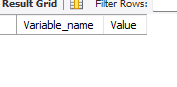 Result Grid Filter Rows:
Variable_name Value